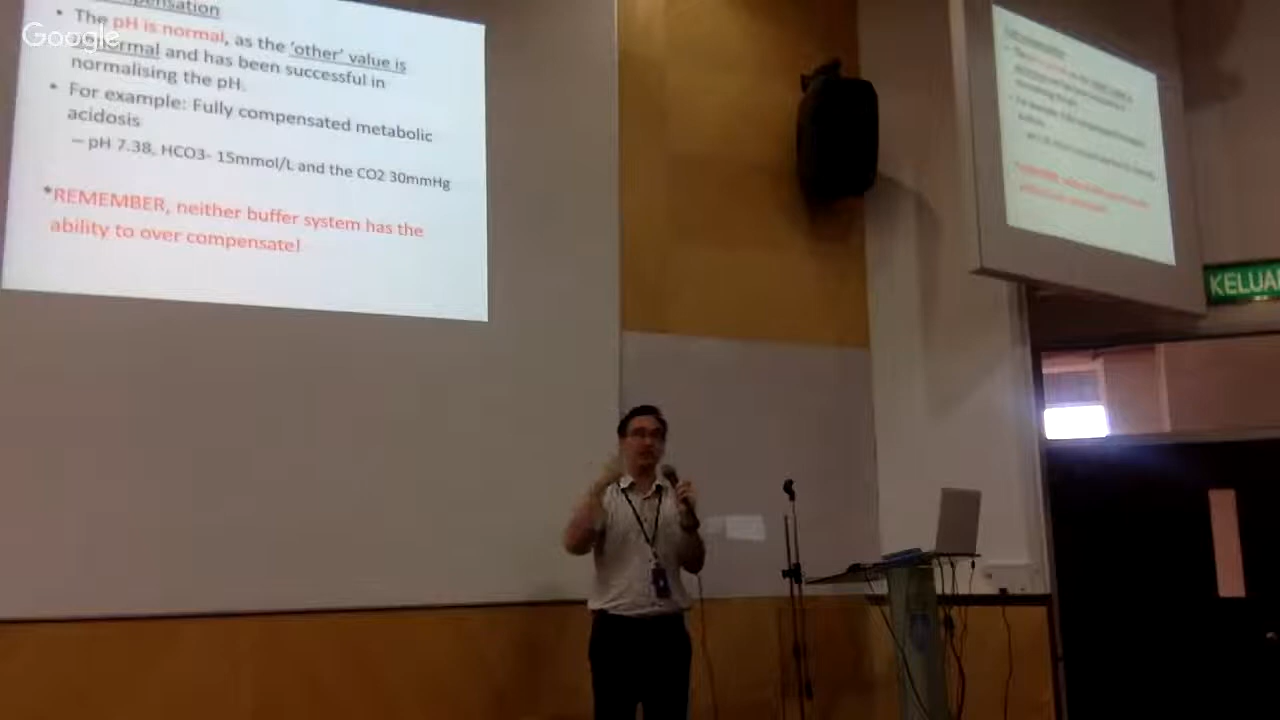 Google
• The pH is normal, as the 'other' value is
and has been successful in
normalising the pH.
• For example: Fully compensated metabolic
acidosis
– pH 7.38, HCO3- 15mmol/L and the CO2 30mmHg
*REMEMBER, neither buffer system has the
ability to over compensate!
KELUA